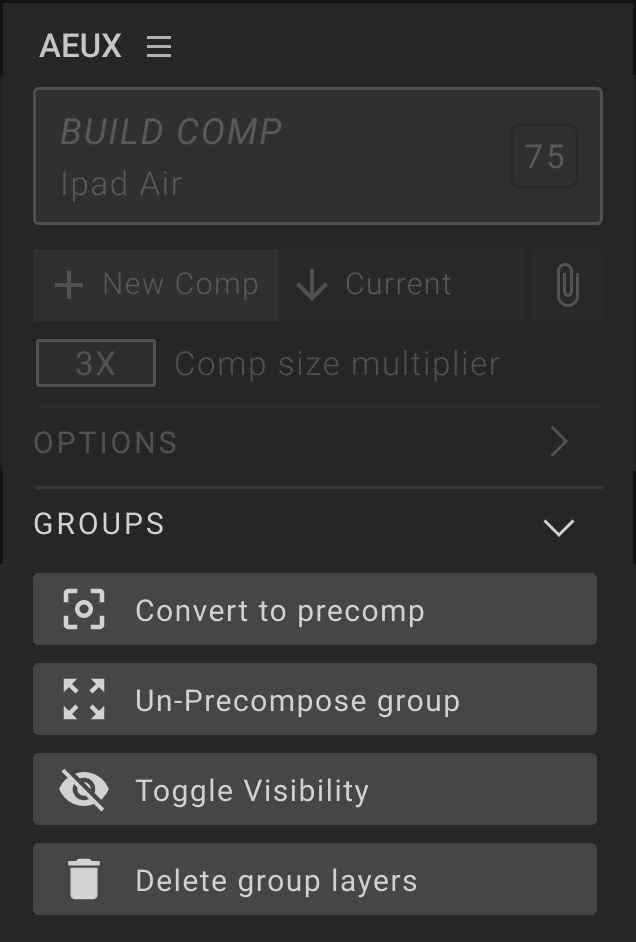 AEUX
BUILD COMP
75
Ipad Air
New Comp
Current
3X
Comp size multiplier
OPTIONS
GROUPS
Convert to precomp
Un-Precompose group
Toggle Visibility
Delete group layers